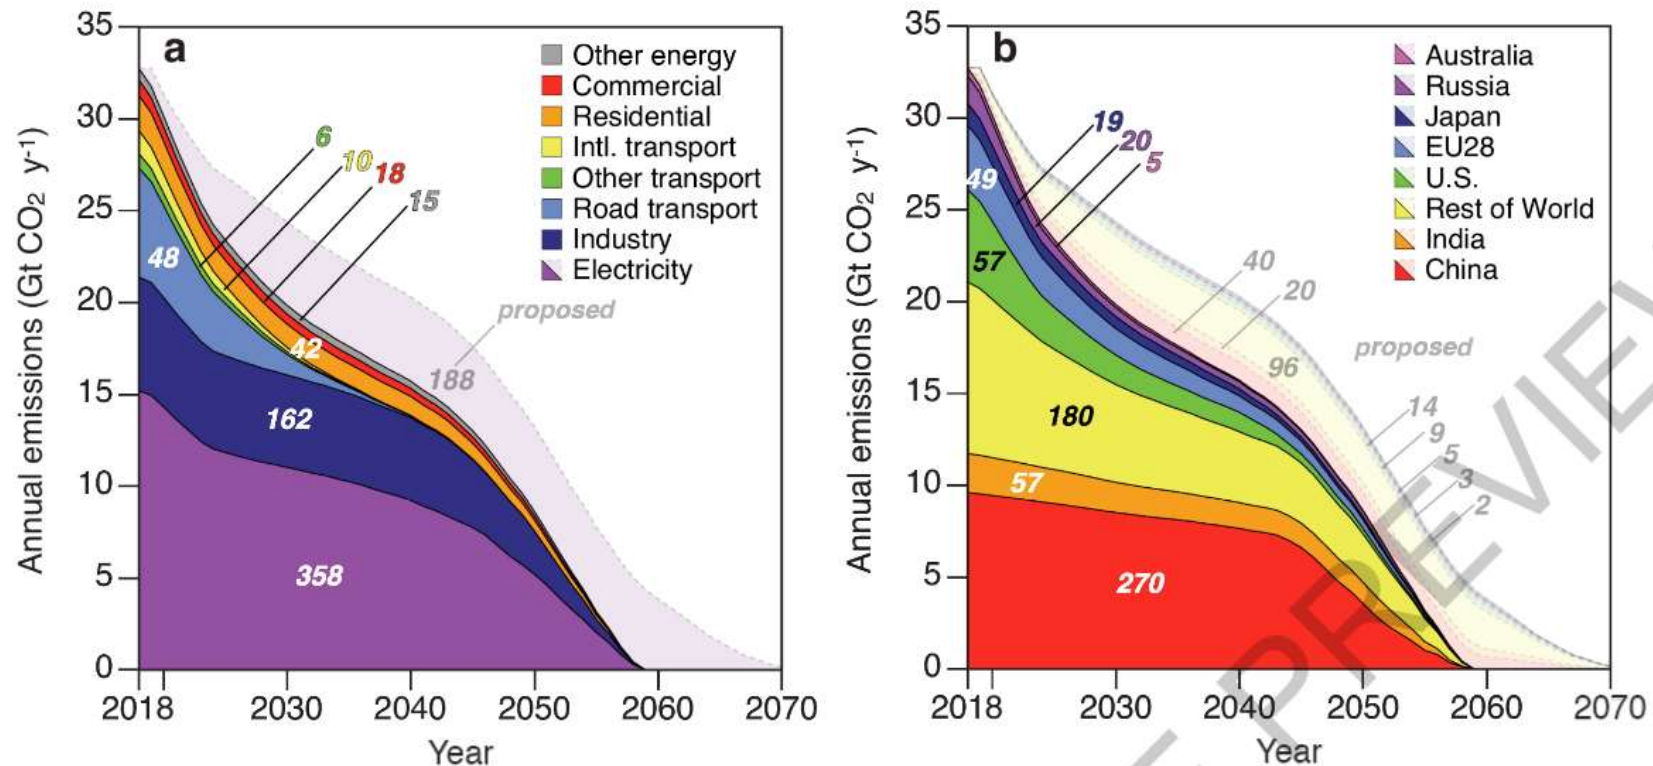 a
Other energy
Commercial
Residential
Intl. transport
Other transport
Road transport
Industry
Electricity
6
10
18
15
48
42
proposed
188
162
358
Annual emissions (Gt CO₂ y⁻¹)
35
30
25
20
15
10
5
0
2018
2030
2040
2050
2060
2070
Year
b
Australia
Russia
Japan
EU28
U.S.
Rest of World
India
China
19
20
5
49
57
40
20
96
proposed
180
14
9
5
3
2
57
270
Annual emissions (Gt CO₂ y⁻¹)
35
30
25
20
15
10
5
0
2018
2030
2040
2050
2060
2070
Year
E PREVIEW